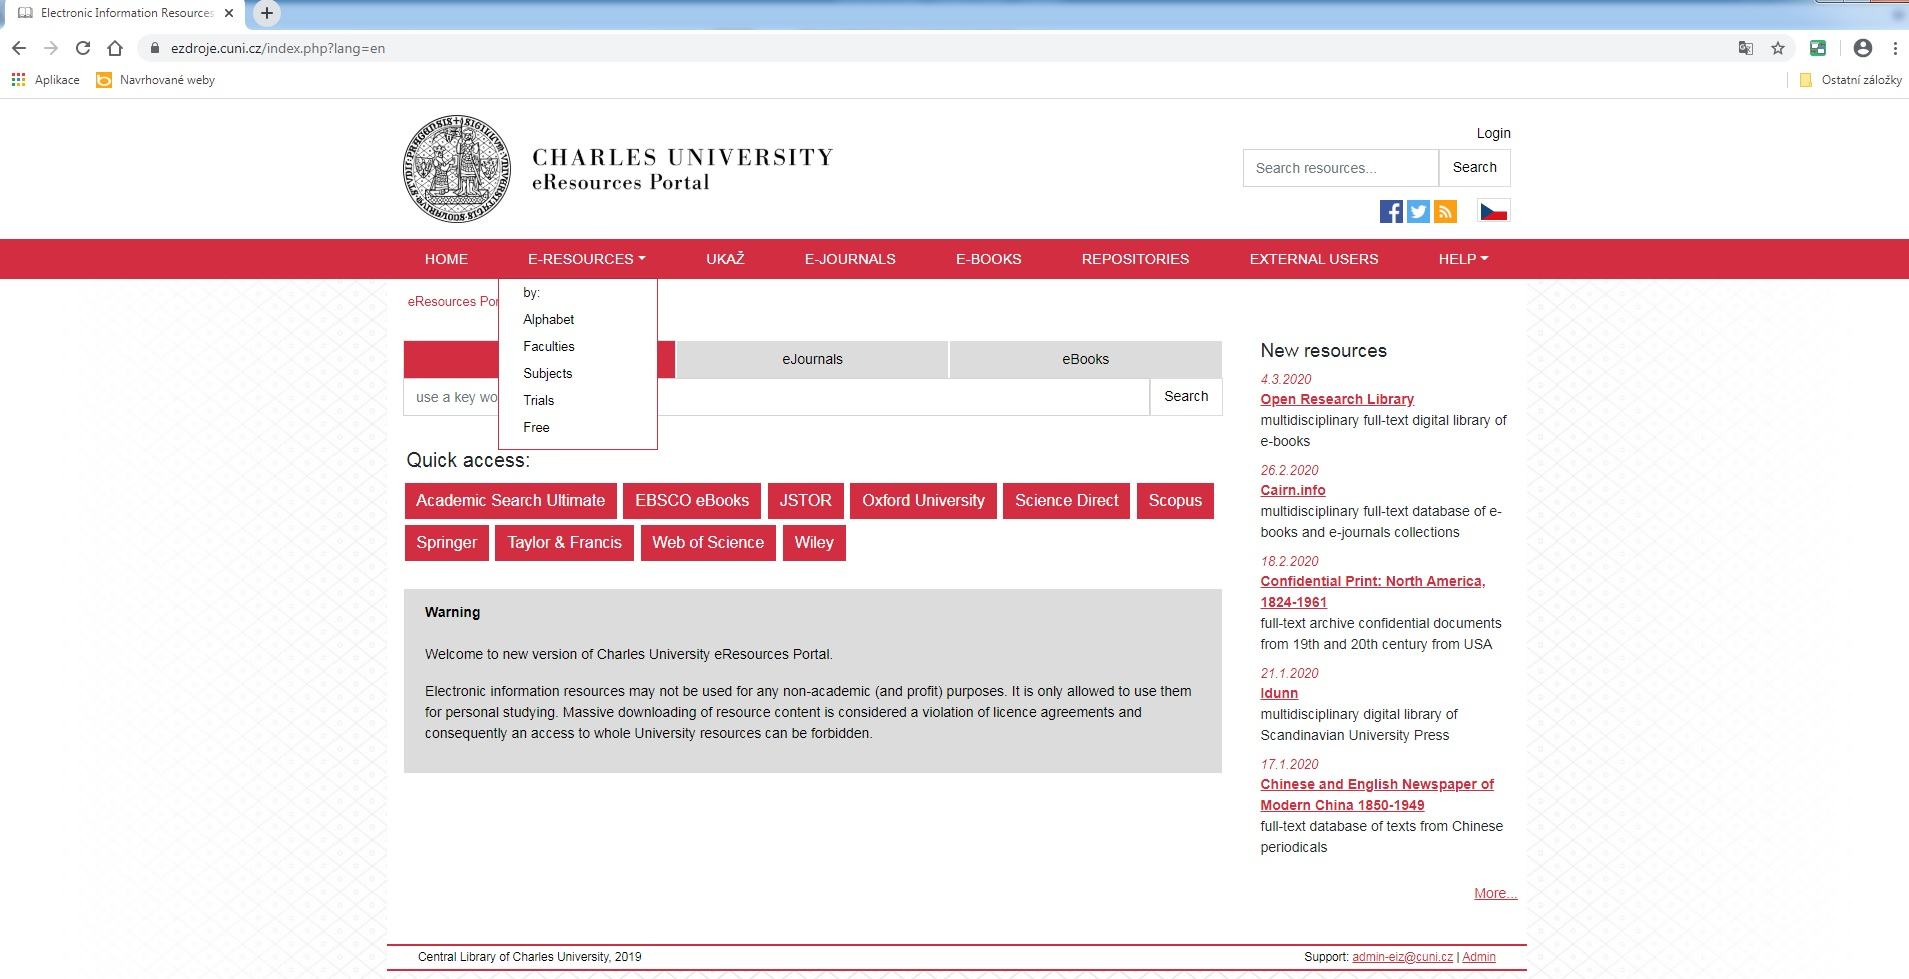 Electronic Information Resources
ezdroje.cuni.cz/index.php?lang=en
Aplikace
Navrhované weby
Ostatní záložky
CHARLES UNIVERSITY
eResources Portal
Login
Search resources...
Search
HOME
E-RESOURCES
UKAŽ
E-JOURNALS
E-BOOKS
REPOSITORIES
EXTERNAL USERS
HELP
by:
Alphabet
Faculties
Subjects
Trials
Free
eResources Por
eJournals
eBooks
use a key wo
Search
Quick access:
Academic Search Ultimate
EBSCO eBooks
JSTOR
Oxford University
Science Direct
Scopus
Springer
Taylor & Francis
Web of Science
Wiley
Warning
Welcome to new version of Charles University eResources Portal.
Electronic information resources may not be used for any non-academic (and profit) purposes. It is only allowed to use them
for personal studying. Massive downloading of resource content is considered a violation of licence agreements and
consequently an access to whole University resources can be forbidden.
New resources
4.3.2020
Open Research Library
multidisciplinary full-text digital library of
e-books
26.2.2020
Cairn.info
multidisciplinary full-text database of e-
books and e-journals collections
18.2.2020
Confidential Print: North America,
1824-1961
full-text archive confidential documents
from 19th and 20th century from USA
21.1.2020
Idunn
multidisciplinary digital library of
Scandinavian University Press
17.1.2020
Chinese and English Newspaper of
Modern China 1850-1949
full-text database of texts from Chinese
periodicals
More...
Central Library of Charles University, 2019
Support: admin-eiz@cuni.cz | Admin